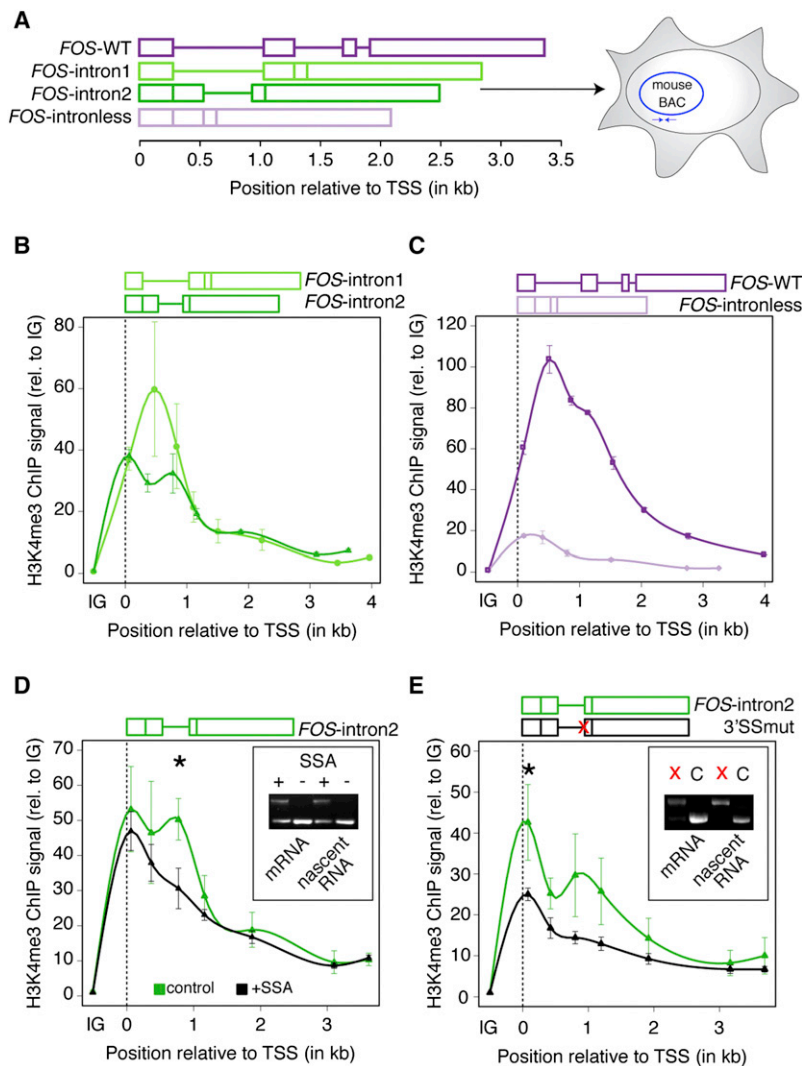 A
FOS-WT
FOS-intron1
FOS-intron2
FOS-intronless
mouse
BAC
0 0.5 1.0 1.5 2.0 2.5 3.0 3.5
Position relative to TSS (in kb)
B
FOS-intron1
FOS-intron2
H3K4me3 ChIP signal (rel. to IG)
80
60
40
20
0
IG 0 1 2 3 4
Position relative to TSS (in kb)
C
FOS-WT
FOS-intronless
H3K4me3 ChIP signal (rel. to IG)
120
100
80
60
40
20
0
IG 0 1 2 3 4
Position relative to TSS (in kb)
D
FOS-intron2
H3K4me3 ChIP signal (rel. to IG)
70
60
50
40
30
20
10
0
*
SSA
+ - + -
mRNA
nascent
RNA
control +SSA
IG 0 1 2 3
Position relative to TSS (in kb)
E
FOS-intron2
X 3'SSmut
H3K4me3 ChIP signal (rel. to IG)
60
50
40
30
20
10
0
*
X C X C
mRNA
nascent
RNA
IG 0 1 2 3
Position relative to TSS (in kb)